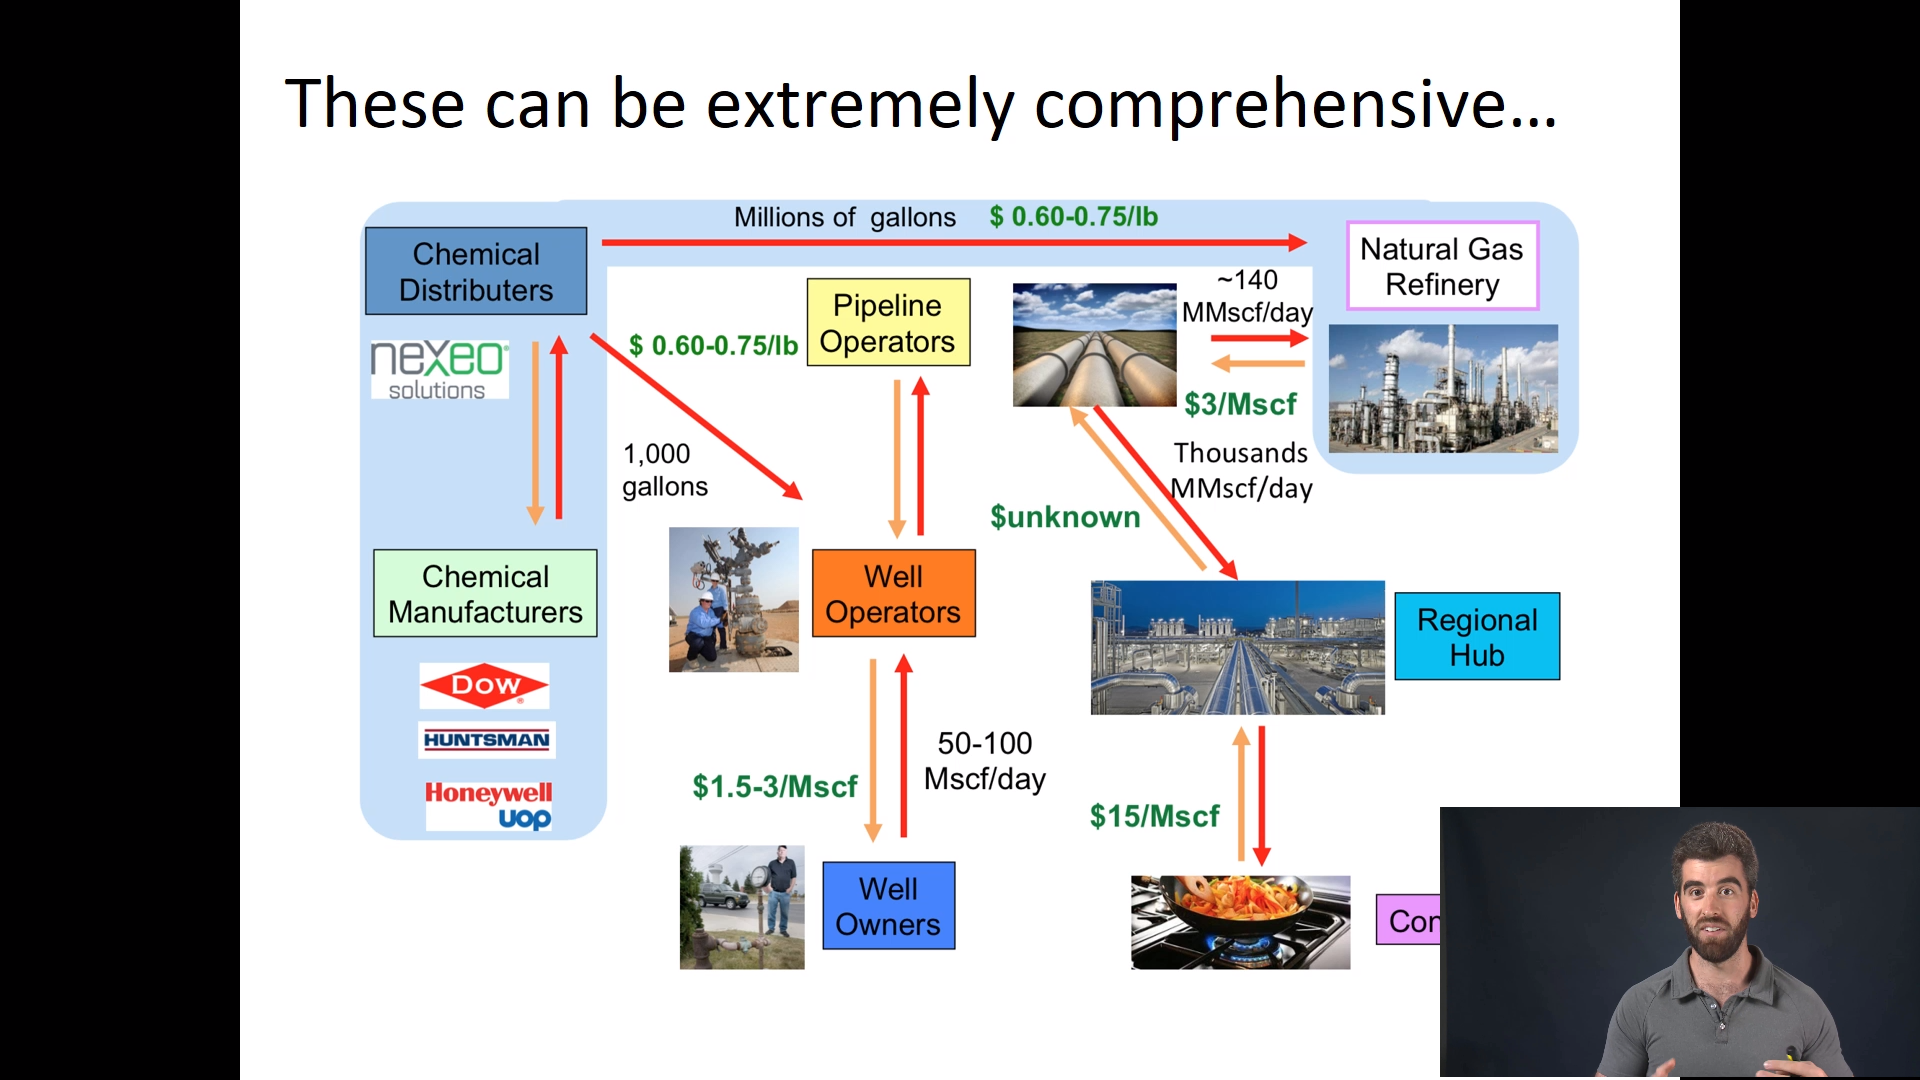 These can be extremely comprehensive...
Millions of gallons $ 0.60-0.75/lb
Chemical
Distributers
nexeo
solutions
$ 0.60-0.75/lb
1,000
gallons
Pipeline
Operators
~140
MMscf/day
$3/Mscf
Natural Gas
Refinery
Thousands
MMscf/day
$unknown
Chemical
Manufacturers
Dow
HUNTSMAN
Honeywell
uop
Well
Operators
Regional
Hub
$1.5-3/Mscf
50-100
Mscf/day
$15/Mscf
Well
Owners
Con